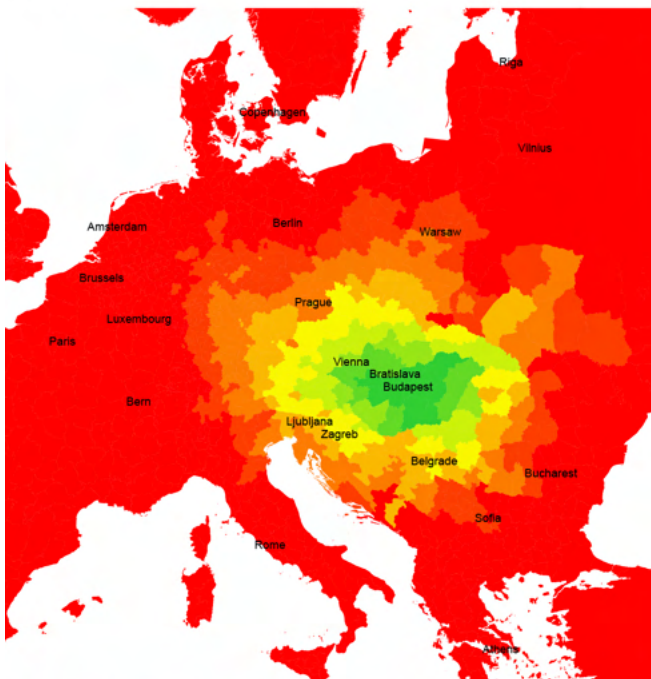 Riga
Copenhagen
Vilnius
Amsterdam
Berlin
Warsaw
Brussels
Prague
Luxembourg
Paris
Vienna
Bratislava
Budapest
Bern
Ljubljana
Zagreb
Belgrade
Bucharest
Sofia
Rome
Athens